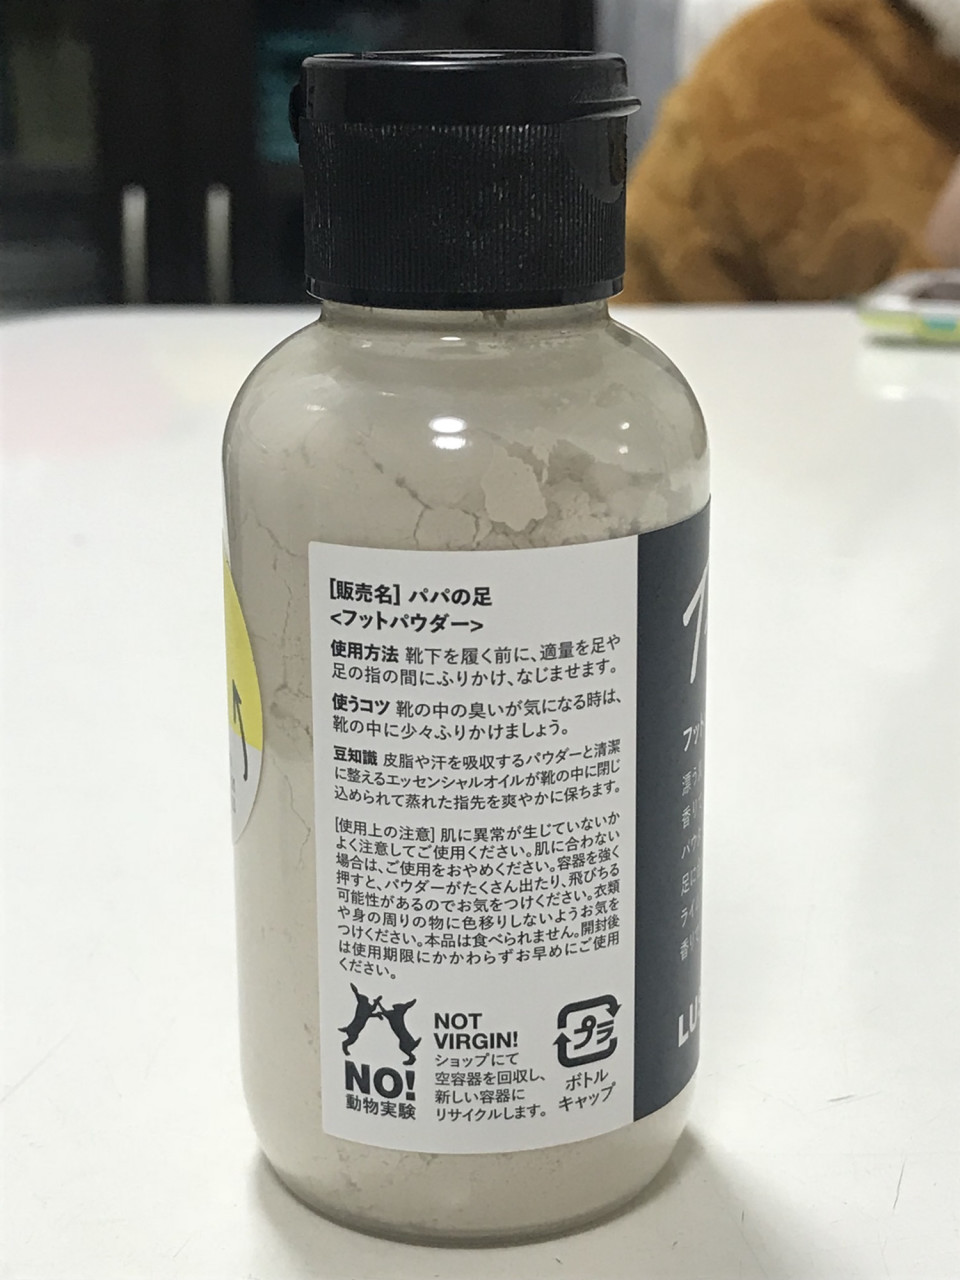 [販売名] パパの足
<フットパウダー>
使用方法 靴下を履く前に、適量を足や
足の指の間にふりかけ、なじませます。
使うコツ 靴の中の臭いが気になる時は、
靴の中に少々ふりかけましょう。
豆知識 皮脂や汗を吸収するパウダーと清潔
に整えるエッセンシャルオイルが靴の中に閉じ
込められて蒸れた指先を爽やかに保ちます。
[使用上の注意] 肌に異常が生じていないか
よく注意してご使用ください。肌に合わない
場合は、ご使用をおやめください。容器を強く
押すと、パウダーがたくさん出たり、飛びちる
可能性があるのでお気をつけください。衣類
や身の周りの物に色移りしないようお気を
つけください。本品は食べられません。開封後
は使用期限にかかわらずお早めにご使用
ください。
NO!
動物実験
NOT
VIRGIN!
ショップにて
空容器を回収し、
新しい容器に
リサイクルします。
プラ
ボトル
キャップ
フット
漂う
香り
パウ
足に
ライ
香り
LUS